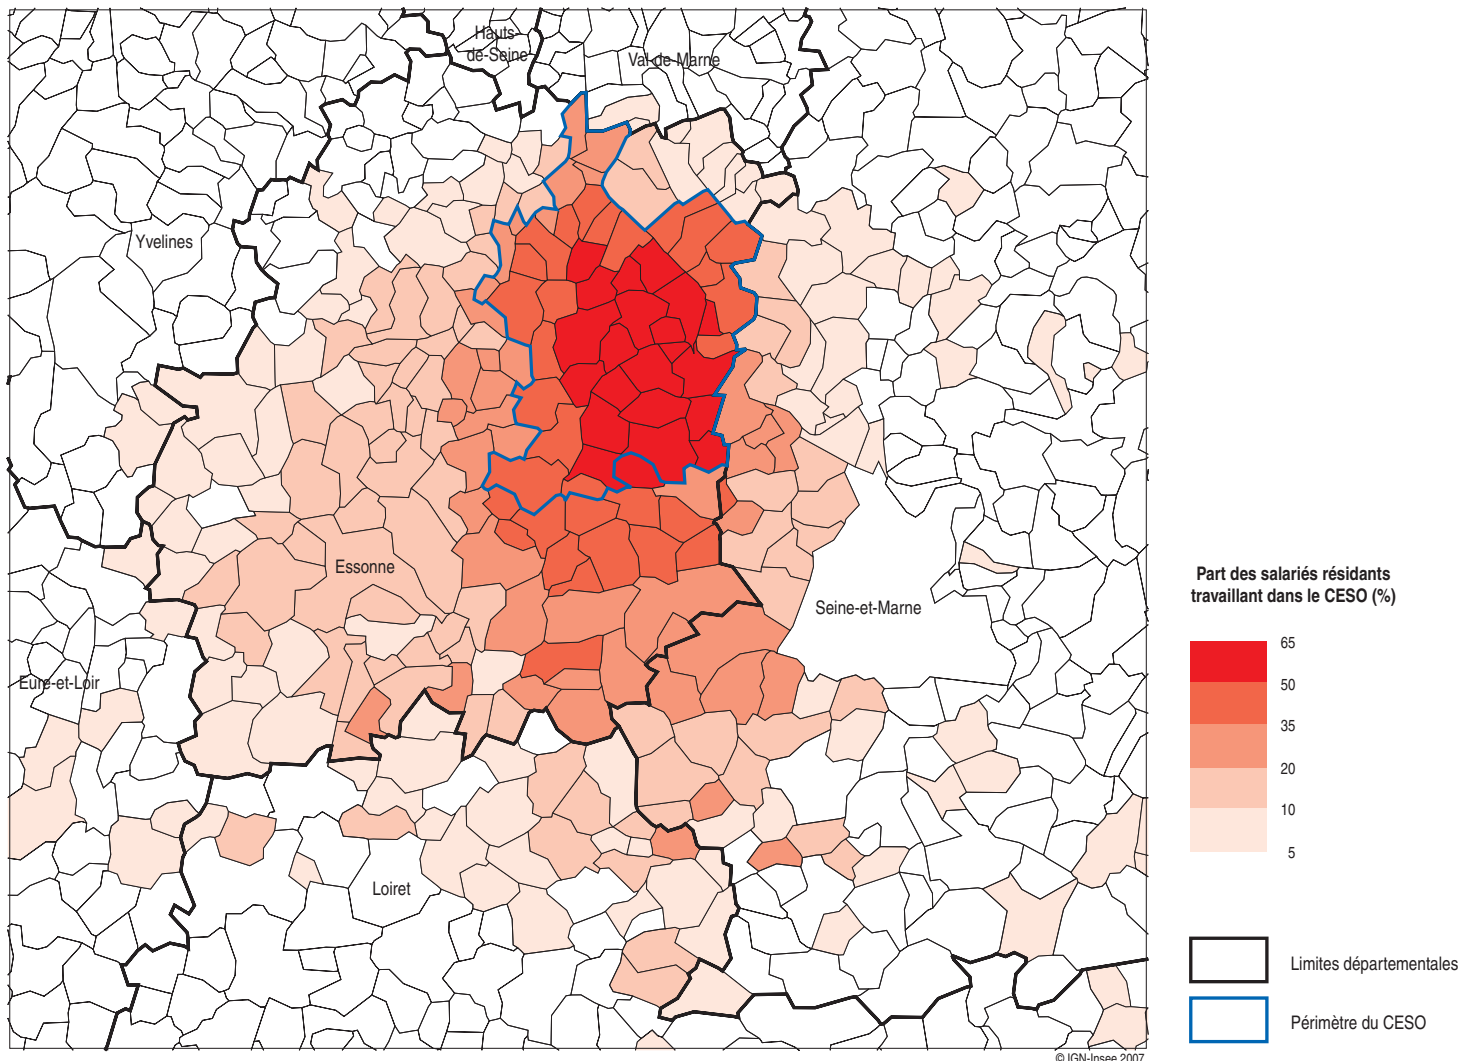 Hauts-
de-Seine
Val-de-Marne
Yvelines
Essonne
Seine-et-Marne
Eure-et-Loir
Loiret
Part des salariés résidants
travaillant dans le CESO (%)
65
50
35
20
10
5
Limites départementales
Périmètre du CESO
© IGN-Insee 2007